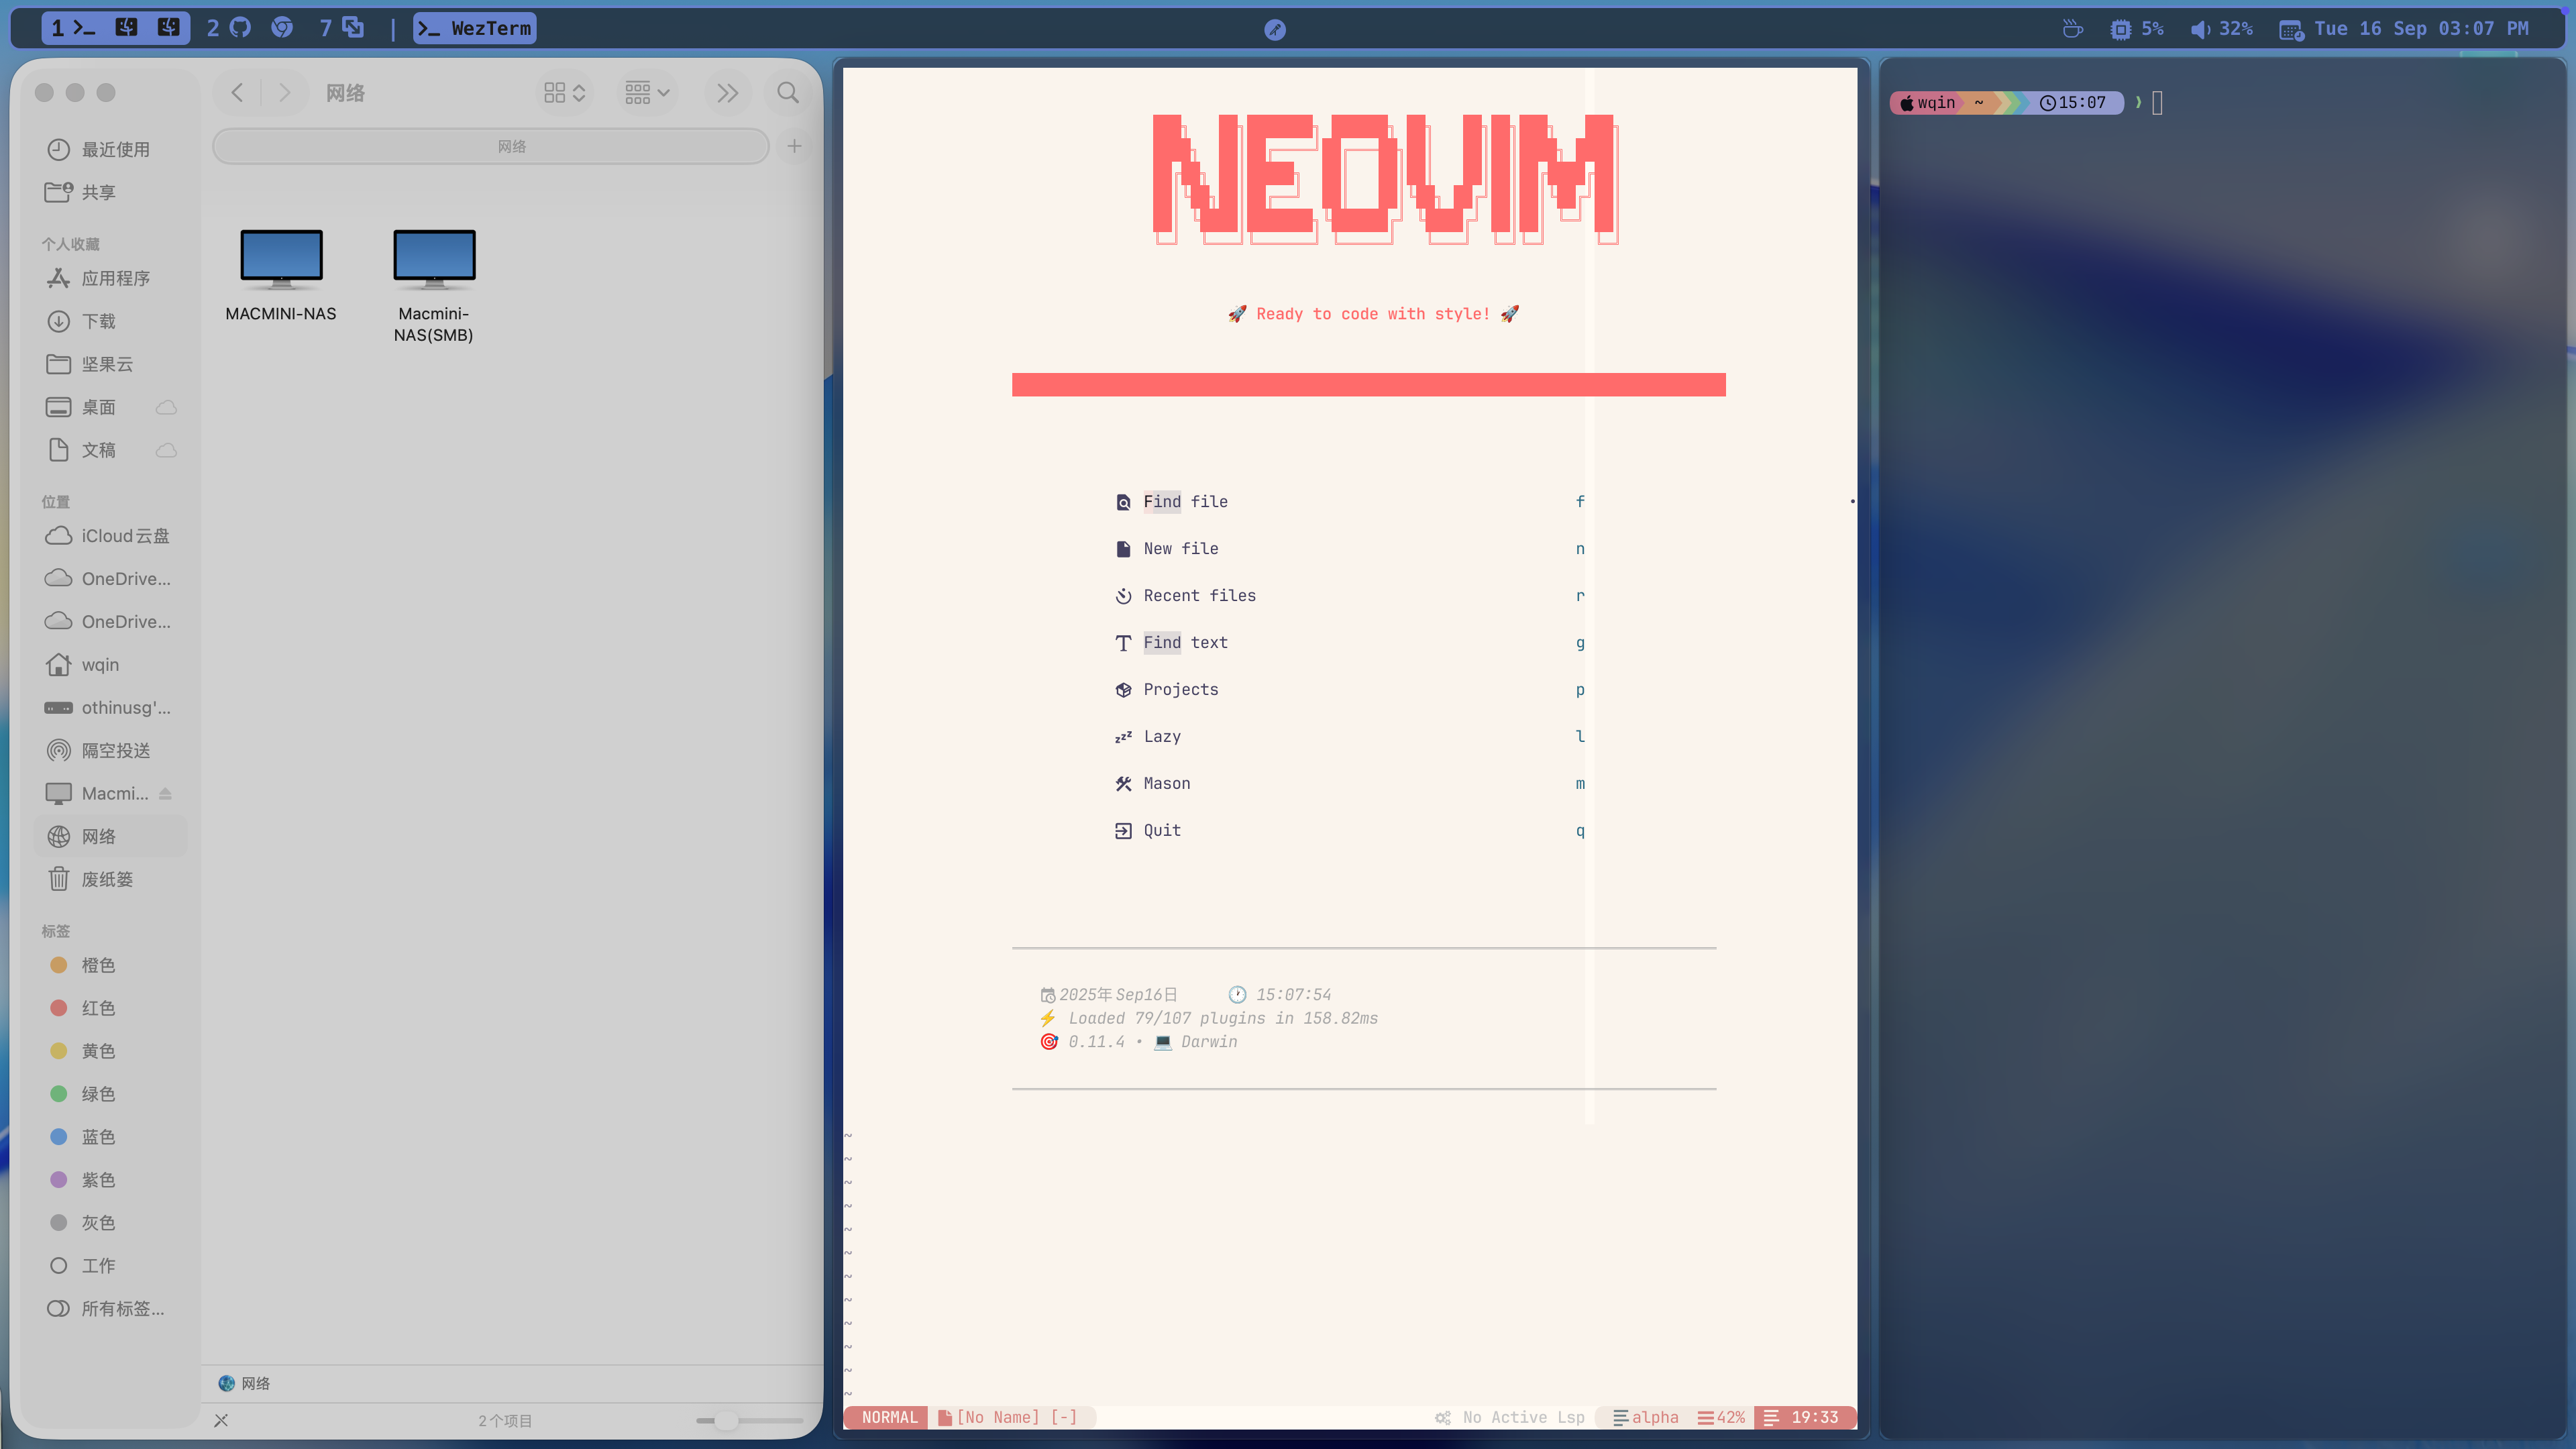 1 2 7 | WezTerm
5% 32% Tue 16 Sep 03:07 PM
网络
网络
最近使用
共享
个人收藏
应用程序
下载
坚果云
桌面
文稿
位置
iCloud云盘
OneDrive...
OneDrive...
wqin
othinusg'...
隔空投送
Macmi...
网络
废纸篓
标签
橙色
红色
黄色
绿色
蓝色
紫色
灰色
工作
所有标签...
MACMINI-NAS
Macmini-
NAS(SMB)
网络
2个项目
NEOVIM
🚀 Ready to code with style! 🚀
Find file f
New file n
Recent files r
Find text g
Projects p
Lazy l
Mason m
Quit q
2025年Sep16日 🕐 15:07:54
⚡ Loaded 79/107 plugins in 158.82ms
🎯 0.11.4 • 💻 Darwin
~
~
~
~
~
~
~
~
~
~
~
~
NORMAL [No Name] [-] No Active Lsp alpha 42% 19:33
wqin ~ 15:07 ❯